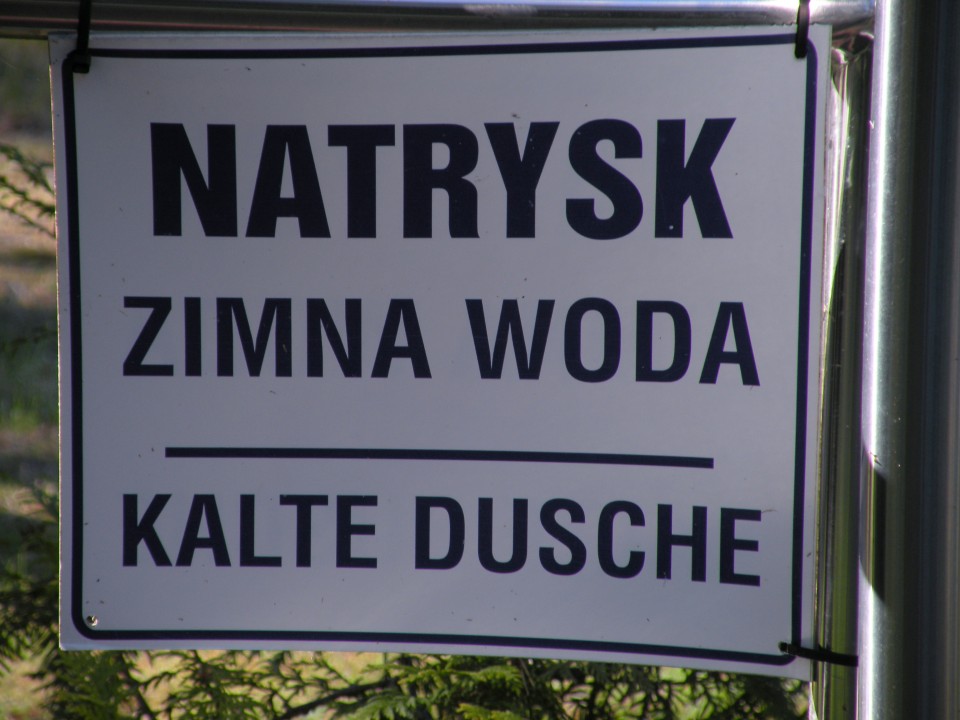 NATRYSK
ZIMNA WODA
KALTE DUSCHE